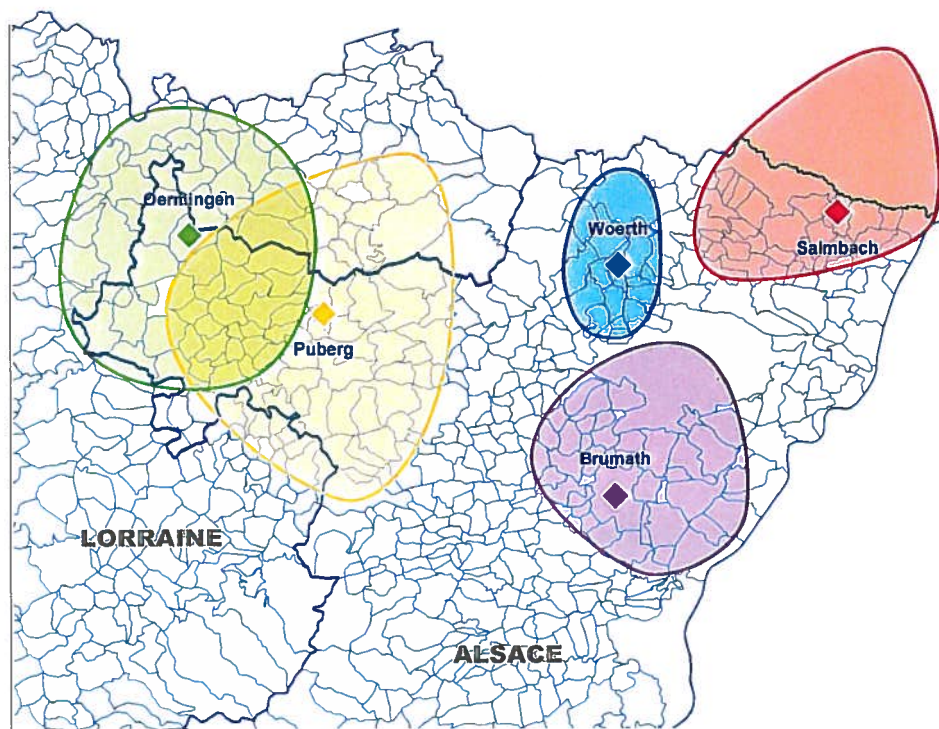 Oermingen
Woerth
Salmbach
Puberg
Brumath
LORRAINE
ALSACE